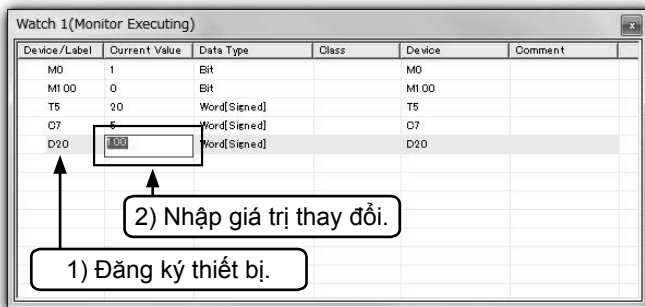 Watch 1(Monitor Executing)
Device/Label Current Value Data Type Class Device Comment
M0 1 Bit M0
M100 0 Bit M100
T5 20 Word[Signed] T5
C7 5 Word[Signed] C7
D20 100 Word[Signed] D20
2) Nhập giá trị thay đổi.
1) Đăng ký thiết bị.